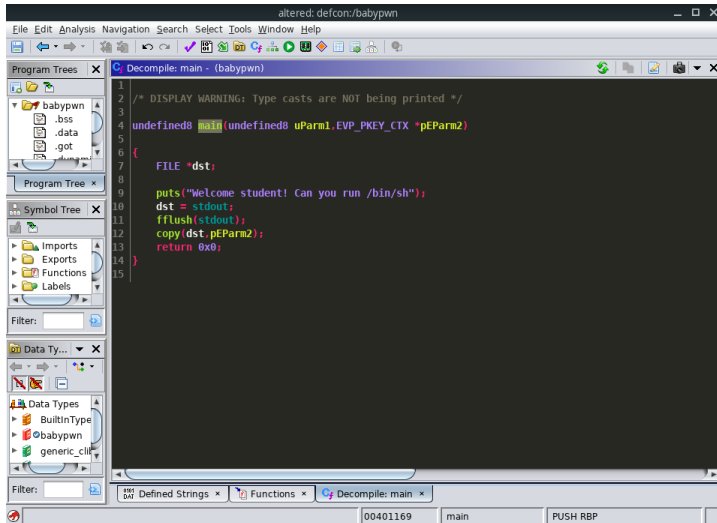 altered: defcon:/babypwn
File Edit Analysis Navigation Search Select Tools Window Help
Program Trees
babypwn
.bss
.data
.got
Program Tree ×
Symbol Tree
Imports
Exports
Functions
Labels
Filter:
Data Ty...
Data Types
BuiltInType
babypwn
generic_clib
Filter:
Decompile: main - (babypwn)
1
2 /* DISPLAY WARNING: Type casts are NOT being printed */
3
4 undefined8 main(undefined8 uParm1,EVP_PKEY_CTX *pEParm2)
5
6 {
7 FILE *dst;
8
9 puts("Welcome student! Can you run /bin/sh");
10 dst = stdout;
11 fflush(stdout);
12 copy(dst,pEParm2);
13 return 0x0;
14 }
15
Defined Strings × Functions × Decompile: main ×
00401169 main PUSH RBP